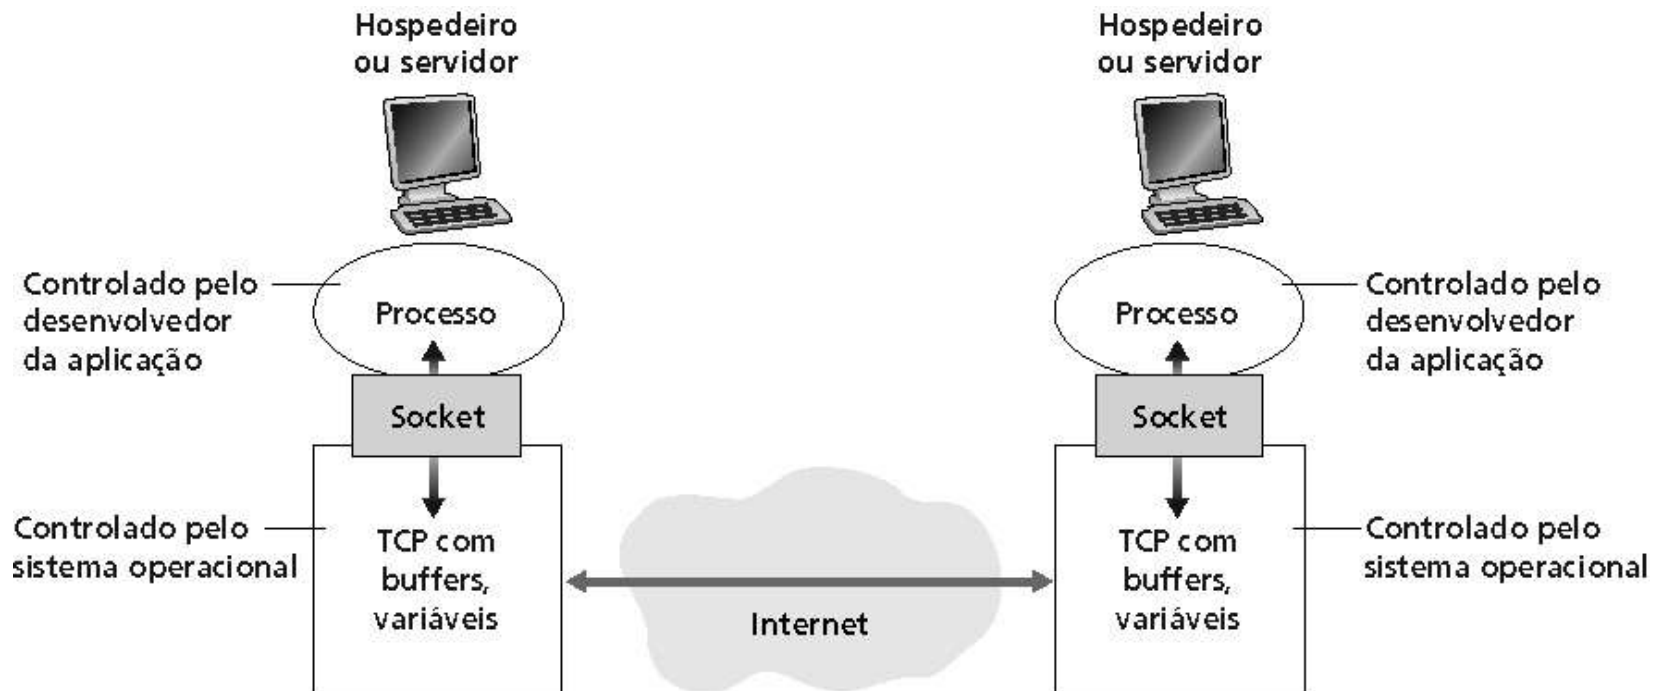 Hospedeiro
ou servidor
Hospedeiro
ou servidor
Controlado pelo
desenvolvedor
da aplicação
Processo
Processo
Controlado pelo
desenvolvedor
da aplicação
Socket
Socket
Controlado pelo
sistema operacional
TCP com
buffers,
variáveis
Internet
TCP com
buffers,
variáveis
Controlado pelo
sistema operacional